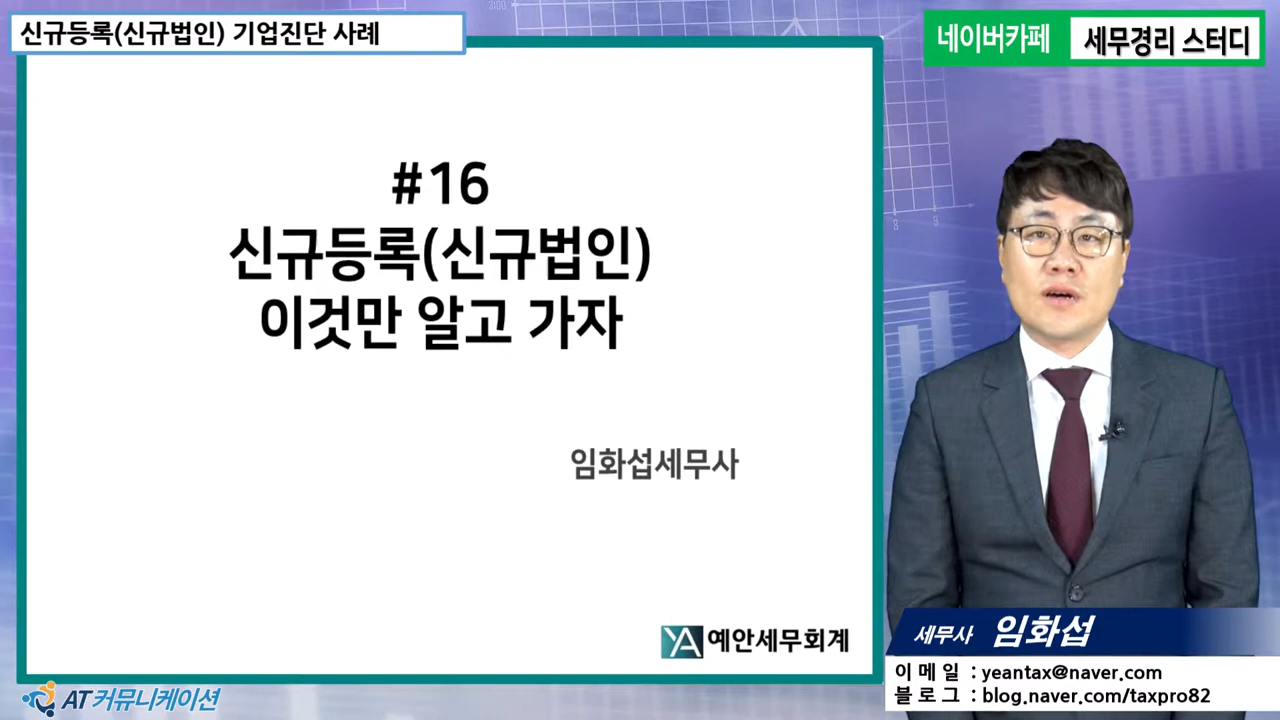 신규등록(신규법인) 기업진단 사례
네이버카페 세무경리 스터디
#16
신규등록(신규법인)
이것만 알고 가자
임화섭세무사
YA 예안세무회계
세무사 임화섭
이 메 일 : yeantax@naver.com
블 로 그 : blog.naver.com/taxpro82
AT커뮤니케이션